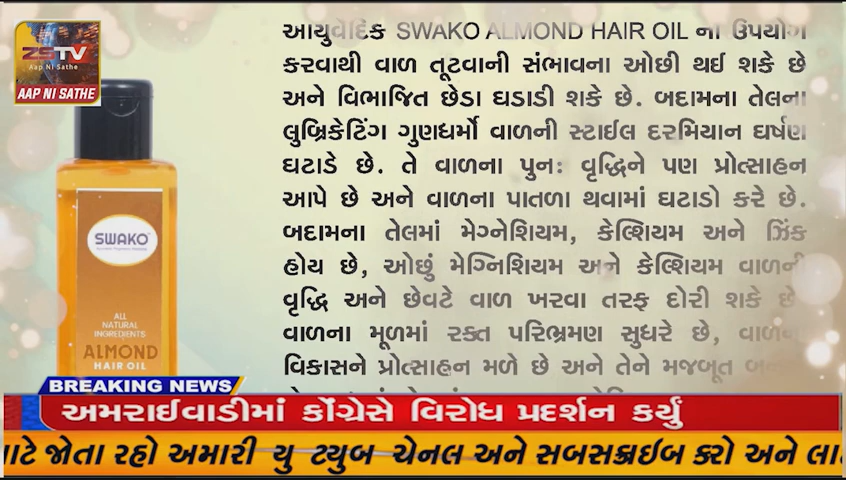 ZSTV
Aap Ni Sathe
AAP NI SATHE
આયુર્વેદિક SWAKO ALMOND HAIR OIL ના ઉપયોગ
કરવાથી વાળ તૂટવાની સંભાવના ઓછી થઈ શકે છે
અને વિભાજિત છેડા ઘડાડી શકે છે. બદામના તેલના
લુબ્રિકેટિંગ ગુણધર્મો વાળની સ્ટાઈલ દરમિયાન ઘર્ષણ
ઘટાડે છે. તે વાળના પુનઃ વૃદ્ધિને પણ પ્રોત્સાહન
આપે છે અને વાળના પાતળા થવામાં ઘટાડો કરે છે.
બદામના તેલમાં મેગ્નેશિયમ, કેલ્શિયમ અને ઝિંક
હોય છે, ઓછું મેગ્નિશિયમ અને કેલ્શિયમ વાળની
વૃદ્ધિ અને છેવટે વાળ ખરવા તરફ દોરી શકે છે
વાળના મૂળમાં રક્ત પરિભ્રમણ સુધરે છે, વાળના
વિકાસને પ્રોત્સાહન મળે છે અને તેને મજબૂત
SWAKO
ALL
NATURAL
INGREDIENTS
ALMOND
HAIR OIL
BREAKING NEWS
અમરાઈવાડીમાં કોંગ્રેસે વિરોધ પ્રદર્શન કર્યું
માટે જોતા રહો અમારી યુ ટ્યુબ ચેનલ અને સબસક્રાઇબ કરો અને